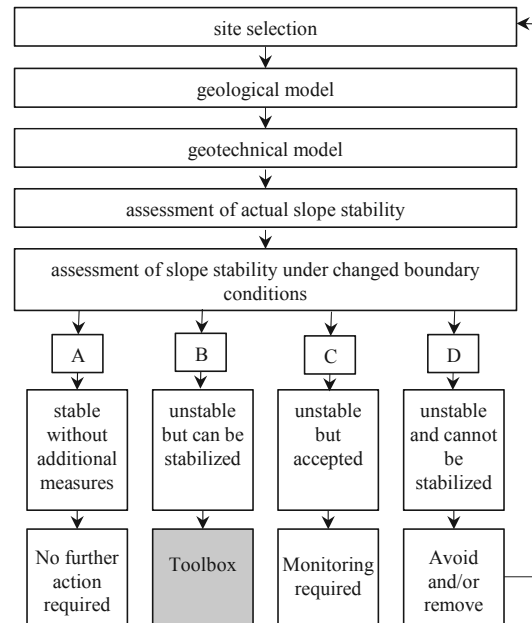 site selection
geological model
geotechnical model
assessment of actual slope stability
assessment of slope stability under changed boundary
conditions
A
B
C
D
stable
without
additional
measures
unstable
but can be
stabilized
unstable
but
accepted
unstable
and cannot
be
stabilized
No further
action
required
Toolbox
Monitoring
required
Avoid
and/or
remove